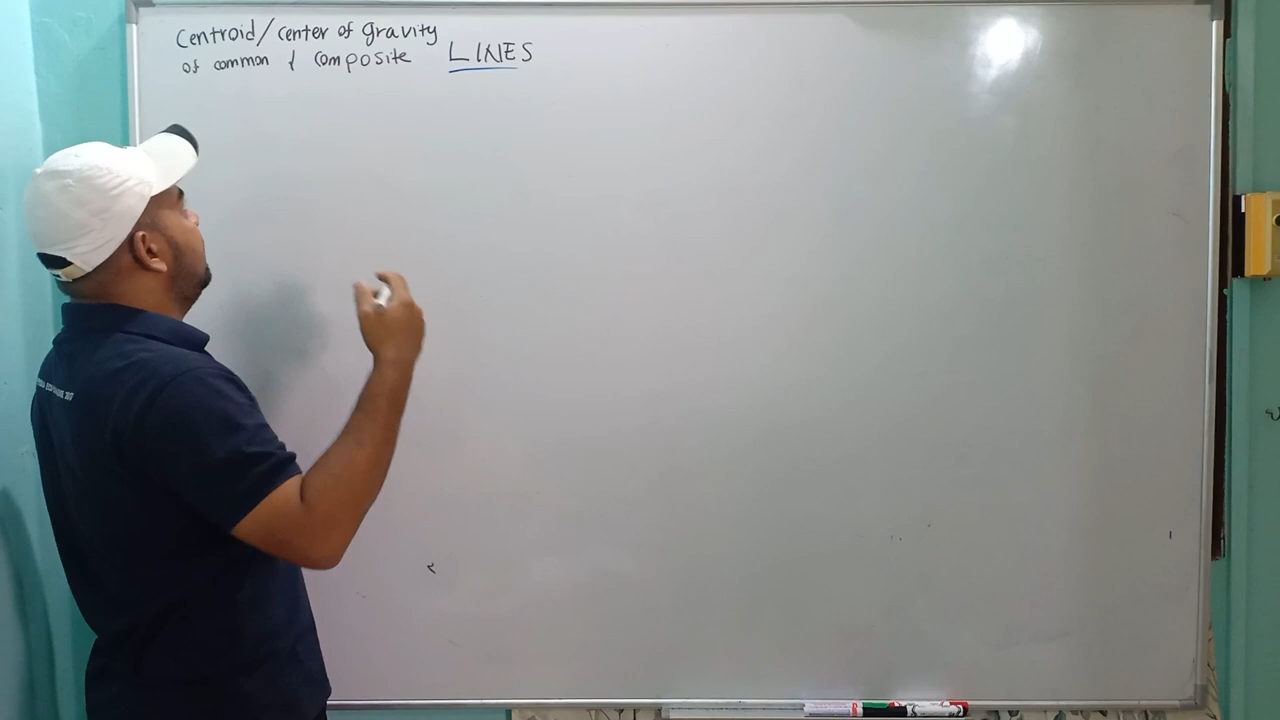 Centroid/center of gravity
of common & composite LINES